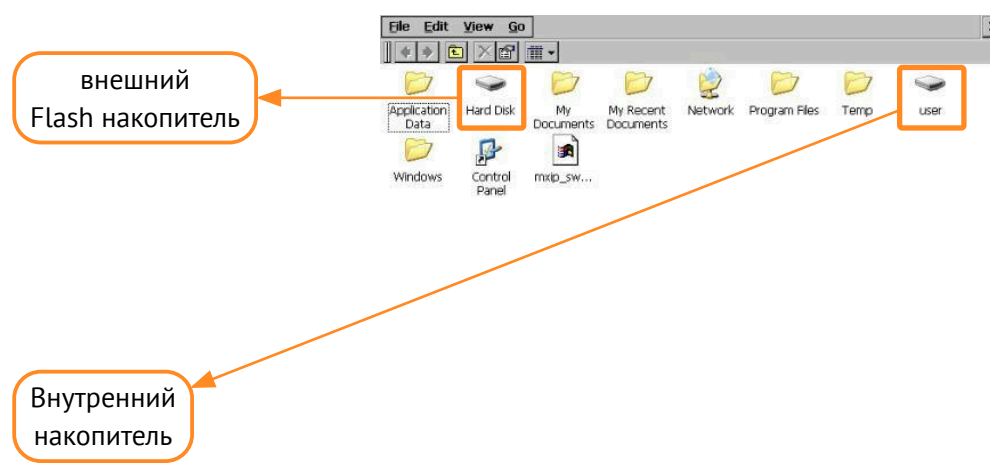 File Edit View Go
внешний
Flash накопитель
Application Data
Hard Disk
My Documents
My Recent Documents
Network
Program Files
Temp
user
Windows
Control Panel
mxip_sw...
Внутренний
накопитель